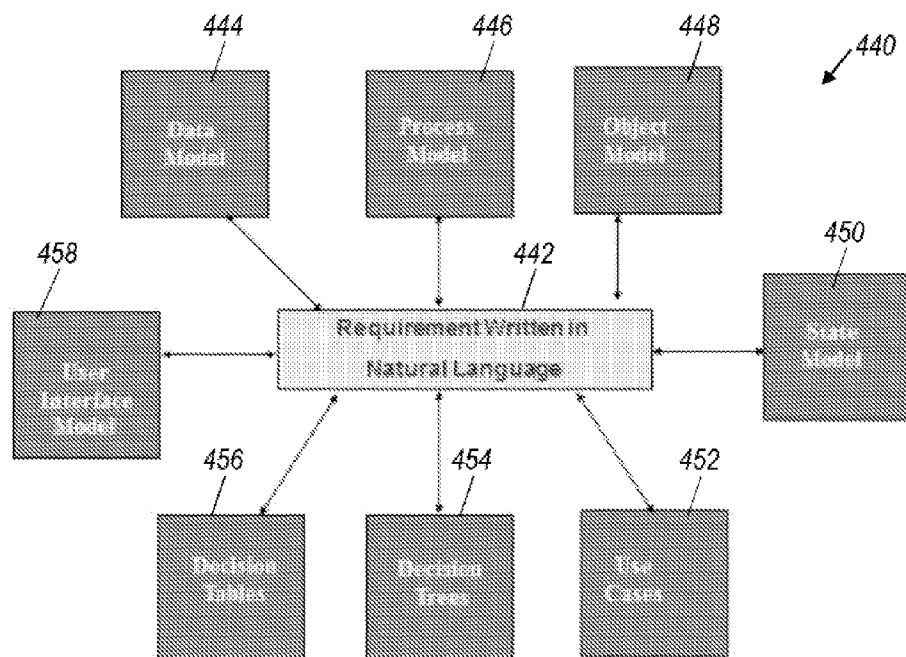 444
446
448
440
Data
Model
Process
Model
Object
Model
458
442
450
User
Interface
Model
Requirement Written in
Natural Language
State
Model
456
454
452
Decision
Tables
Decision
Trees
Use
Cases